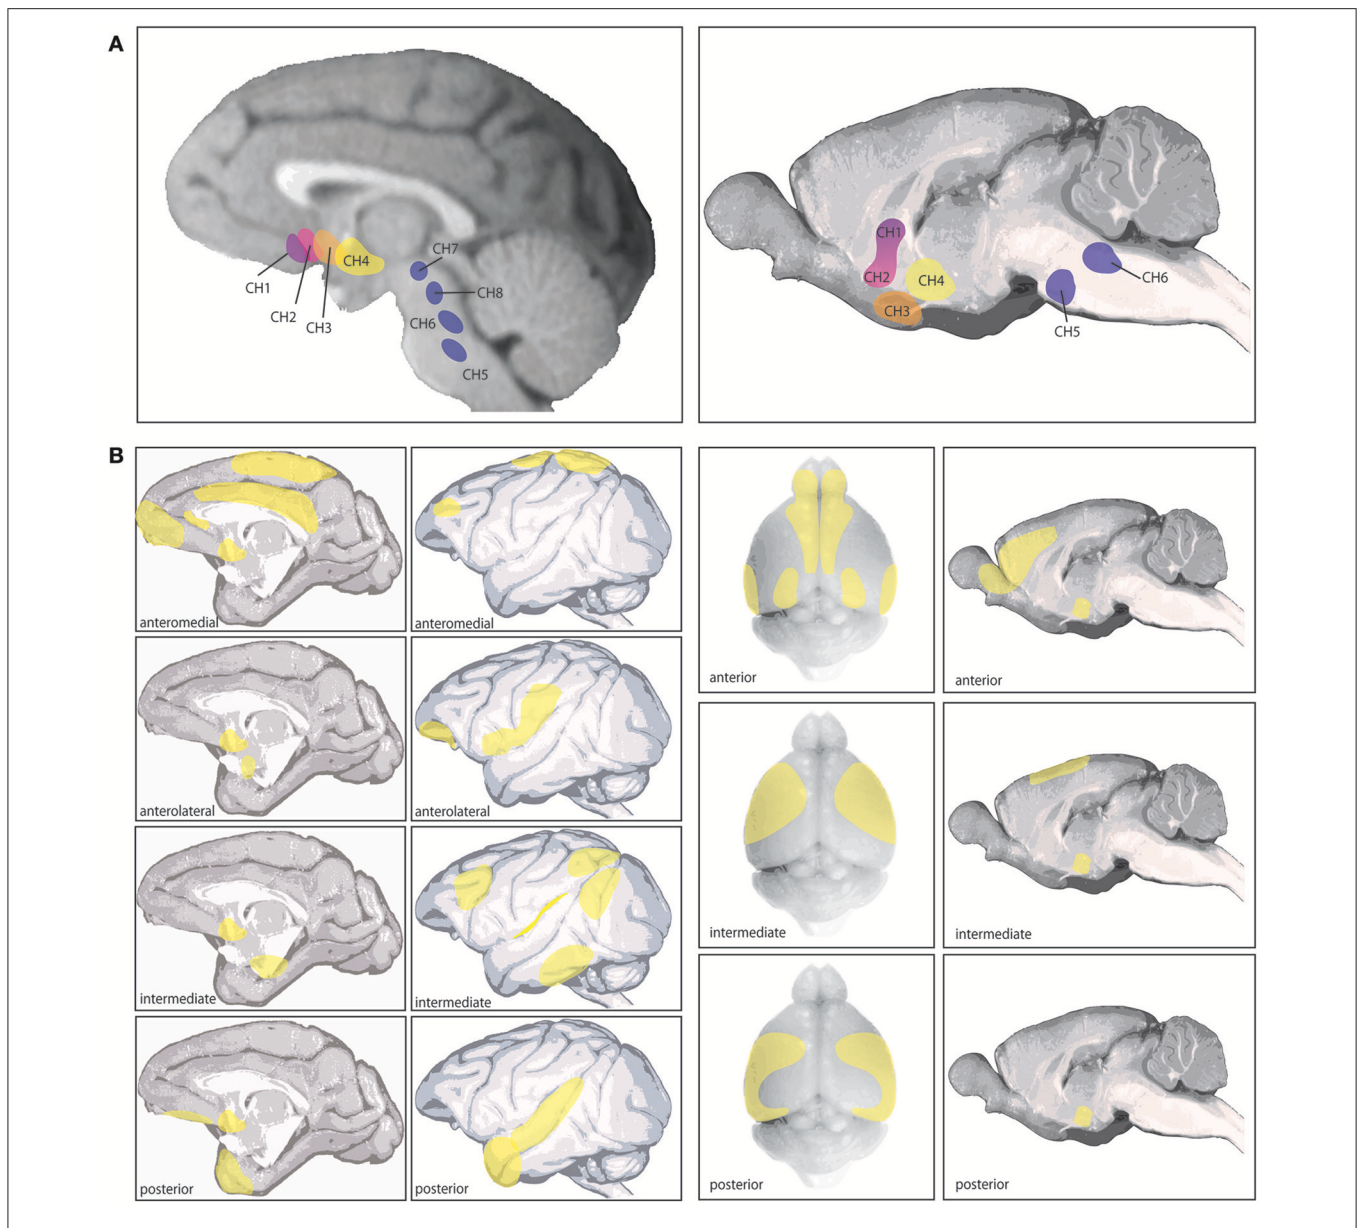 A
CH7
CH4
CH8
CH1
CH2
CH3
CH6
CH5
CH1
CH2
CH4
CH6
CH3
CH5
B
anteromedial
anteromedial
anterior
anterior
anterolateral
anterolateral
intermediate
intermediate
intermediate
intermediate
posterior
posterior
posterior
posterior